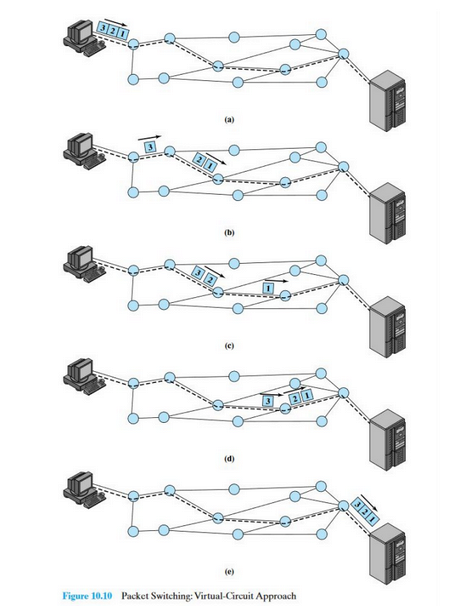 3 2 1
(a)
3
2 1
(b)
3 2
1
(c)
3
2 1
(d)
3 2 1
(e)
Figure 10.10 Packet Switching: Virtual-Circuit Approach